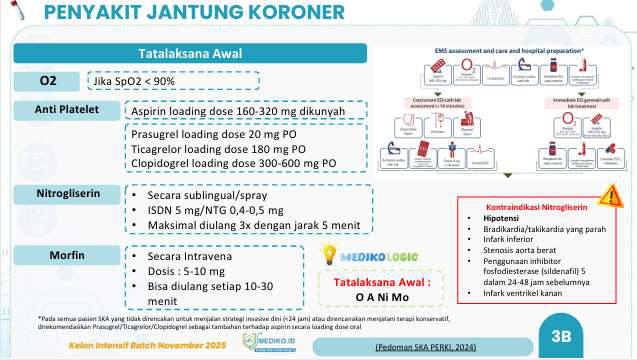 PENYAKIT JANTUNG KORONER
Tatalaksana Awal
O2
Jika SpO2 < 90%
Anti Platelet
Aspirin loading dose 160-320 mg dikunyah
Prasugrel loading dose 20 mg PO
Ticagrelor loading dose 180 mg PO
Clopidogrel loading dose 300-600 mg PO
Nitrogliserin
• Secara sublingual/spray
• ISDN 5 mg/NTG 0,4-0,5 mg
• Maksimal diulang 3x dengan jarak 5 menit
Morfin
• Secara Intravena
• Dosis : 5-10 mg
• Bisa diulang setiap 10-30
menit
EMS assessment and care and hospital preparation*
Concurrent ED/cath lab
assessment (< 10 minutes)
Immediate ED general/cath
lab treatment
MEDIKOLOGIC
Tatalaksana Awal :
O A Ni Mo
Kontraindikasi Nitrogliserin
• Hipotensi
• Bradikardia/takikardia yang parah
• Infark inferior
• Stenosis aorta berat
• Penggunaan inhibitor
fosfodiesterase (sildenafil) 5
dalam 24-48 jam sebelumnya
• Infark ventrikel kanan
*Pada semua pasien SKA yang tidak direncakan untuk menjalan strategi invasive dini (<24 jam) atau direncakan menjalani terapi konservatif,
direkomendasikan Prasugrel/Ticagrelor/Clopidogrel sebagai tambahan terhadap aspirin secara loading dose oral
Kelon Intensif Batch November 2025
MEDIKO.ID
(Pedoman SKA PERKI, 2024)
3B